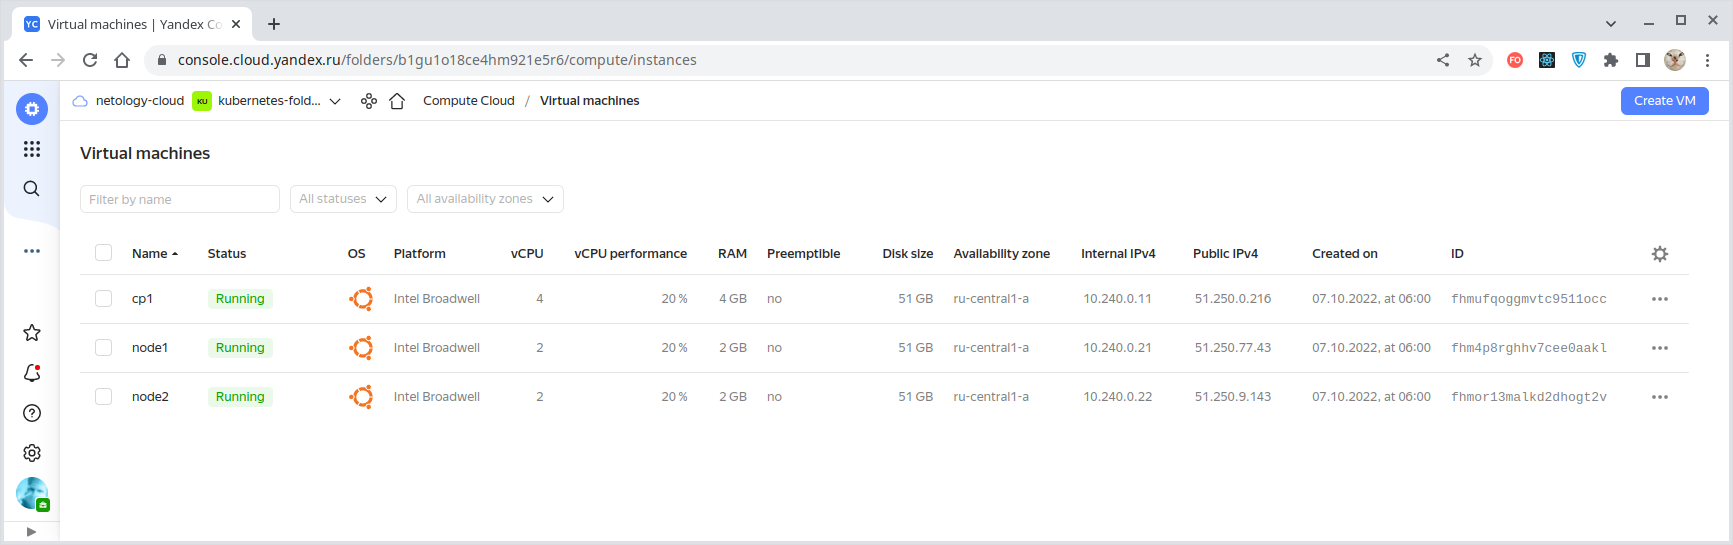 YC Virtual machines | Yandex Co
console.cloud.yandex.ru/folders/b1gu1o18ce4hm921e5r6/compute/instances FO
netology-cloud KU kubernetes-fold... Compute Cloud / Virtual machines Create VM
Virtual machines
Filter by name All statuses All availability zones
Name Status OS Platform vCPU vCPU performance RAM Preemptible Disk size Availability zone Internal IPv4 Public IPv4 Created on ID
cp1 Running Intel Broadwell 4 20 % 4 GB no 51 GB ru-central1-a 10.240.0.11 51.250.0.216 07.10.2022, at 06:00 fhmufqoggmvtc9511occ
node1 Running Intel Broadwell 2 20 % 2 GB no 51 GB ru-central1-a 10.240.0.21 51.250.77.43 07.10.2022, at 06:00 fhm4p8rghhv7cee0aakl
node2 Running Intel Broadwell 2 20 % 2 GB no 51 GB ru-central1-a 10.240.0.22 51.250.9.143 07.10.2022, at 06:00 fhmor13malkd2dhogt2v